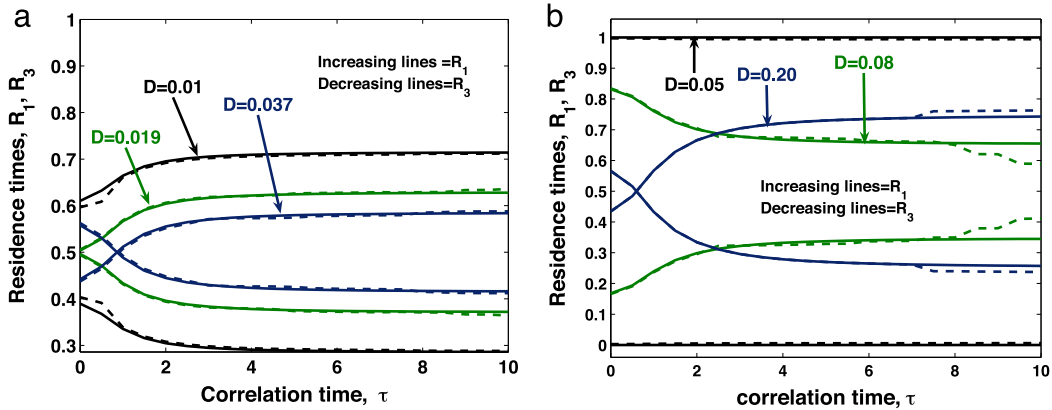 a
Residence times, R1, R3
1
0.9
0.8
0.7
0.6
0.5
0.4
0.3
Increasing lines =R1
Decreasing lines=R3
D=0.01
D=0.037
D=0.019
0 2 4 6 8 10
Correlation time, τ
b
Residence times, R1, R3
1
0.9
0.8
0.7
0.6
0.5
0.4
0.3
0.2
0.1
0
D=0.05
D=0.20
D=0.08
Increasing lines=R1
Decreasing lines=R3
0 2 4 6 8 10
correlation time, τ